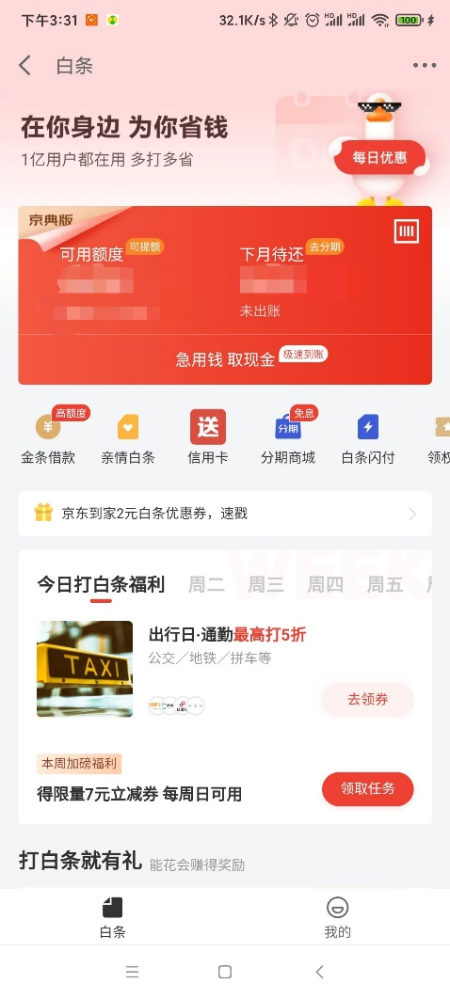 下午3:31
32.1K/s
HD
HD
100
白条
在你身边 为你省钱
1亿用户都在用 多打多省
每日优惠
京典版
可用额度
可提额
下月待还
去分期
未出账
急用钱 取现金
极速到账
高额度
免息
送
分期
金条借款
亲情白条
信用卡
分期商城
白条闪付
领权
京东到家2元白条优惠券，速戳
WEEK
今日打白条福利
周二
周三
周四
周五
出行日·通勤最高打5折
公交／地铁／拼车等
TAXI
去领券
本周加磅福利
得限量7元立减券 每周日可用
领取任务
打白条就有礼
能花会赚得奖励
白条
我的